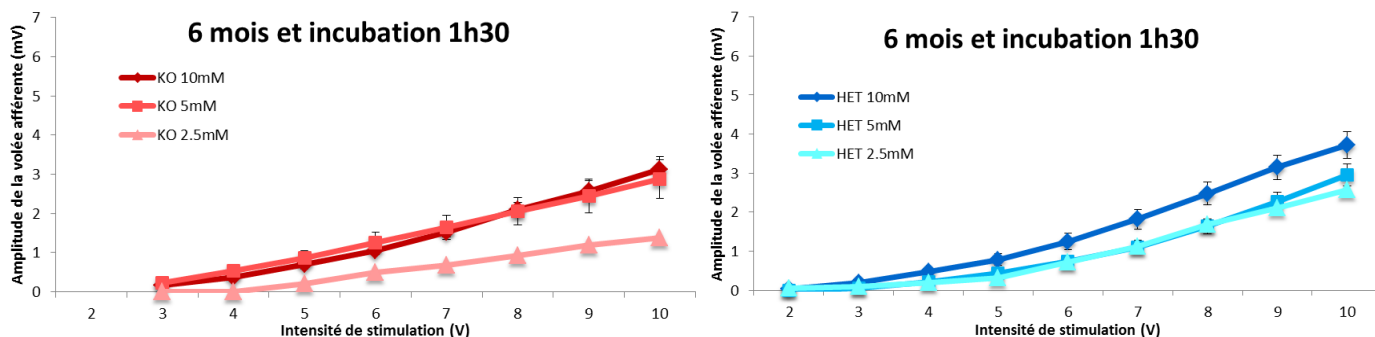 6 mois et incubation 1h30
Amplitude de la volée afférente (mV)
7
6
5
4
3
2
1
0
KO 10mM
KO 5mM
KO 2.5mM
2 3 4 5 6 7 8 9 10
Intensité de stimulation (V)
6 mois et incubation 1h30
Amplitude de la volée afférente (mV)
7
6
5
4
3
2
1
0
HET 10mM
HET 5mM
HET 2.5mM
2 3 4 5 6 7 8 9 10
Intensité de stimulation (V)